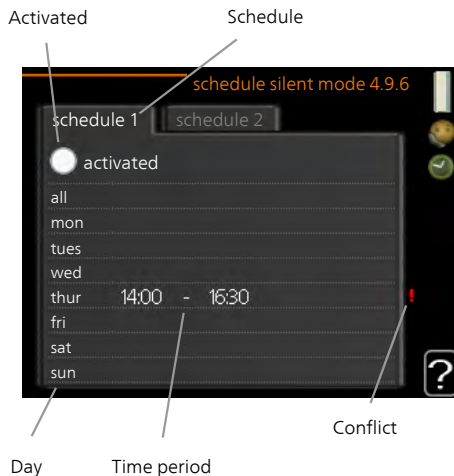 Activated Schedule
schedule silent mode 4.9.6
schedule 1 schedule 2
activated
all
mon
tues
wed
thur 14:00 - 16:30 !
fri
sat
sun
?
Conflict
Day Time period